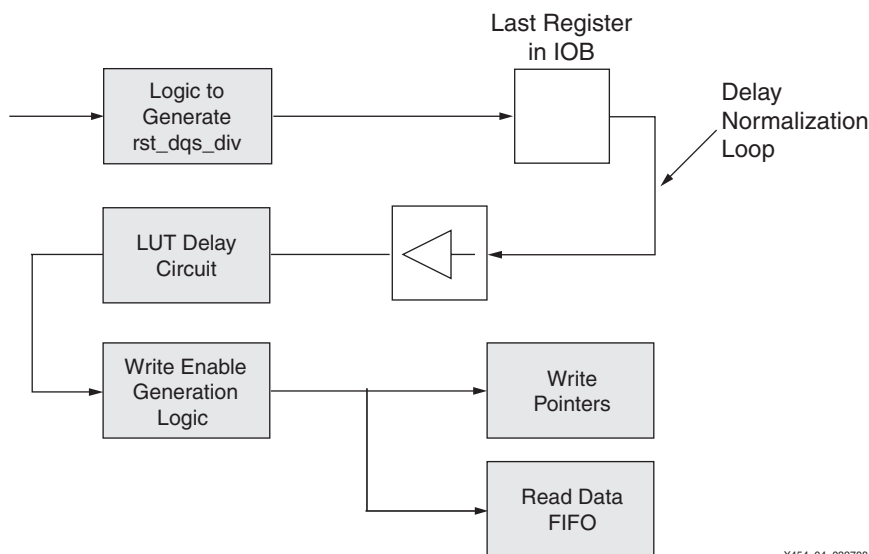 Last Register
in IOB
Logic to
Generate
rst_dqs_div
Delay
Normalization
Loop
LUT Delay
Circuit
Write Enable
Generation
Logic
Write
Pointers
Read Data
FIFO